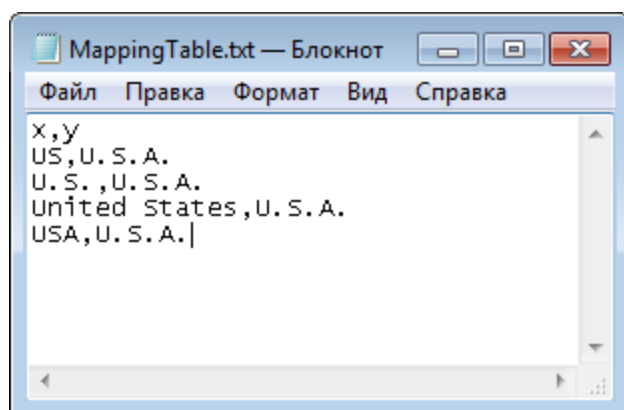 MappingTable.txt — Блокнот
Файл Правка Формат Вид Справка
x,y
US,U.S.A.
U.S.,U.S.A.
United States,U.S.A.
USA,U.S.A.